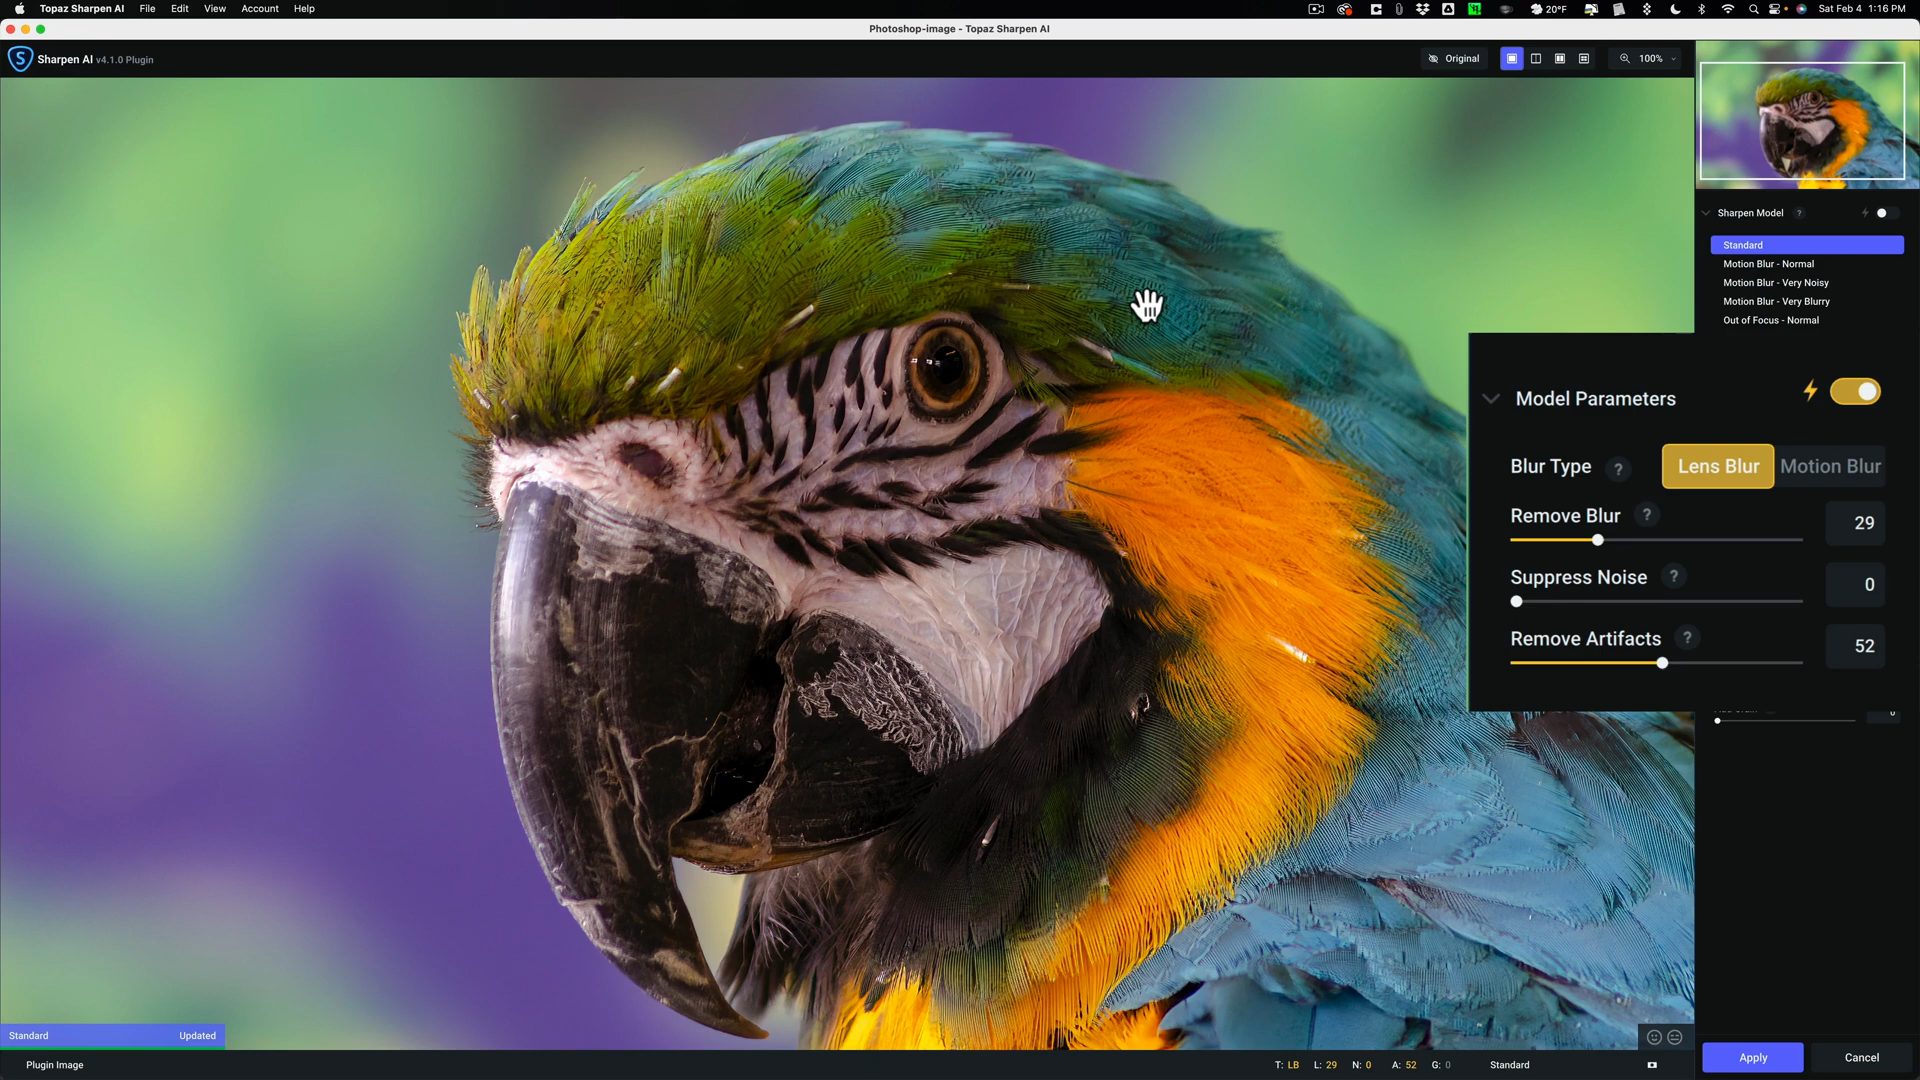 Topaz Sharpen AI File Edit View Account Help 20°F Sat Feb 4 1:16 PM
Photoshop-image - Topaz Sharpen AI
Sharpen AI v4.1.0 Plugin Original 100%
Sharpen Model ?
Standard
Motion Blur - Normal
Motion Blur - Very Noisy
Motion Blur - Very Blurry
Out of Focus - Normal
Model Parameters
Blur Type ? Lens Blur Motion Blur
Remove Blur ? 29
Suppress Noise ? 0
Remove Artifacts ? 52
0
Standard Updated
Plugin Image T: LB L: 29 N: 0 A: 52 G: 0 Standard Apply Cancel